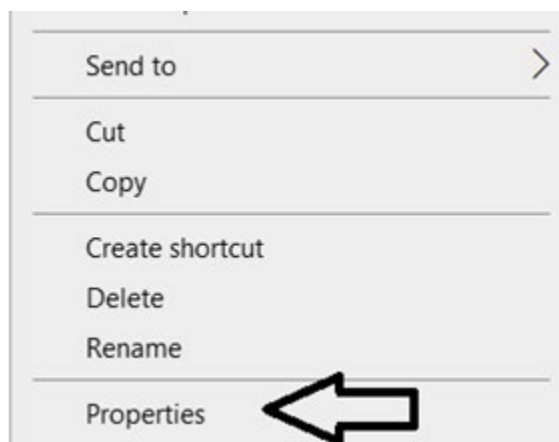 Send to
Cut
Copy
Create shortcut
Delete
Rename
Properties